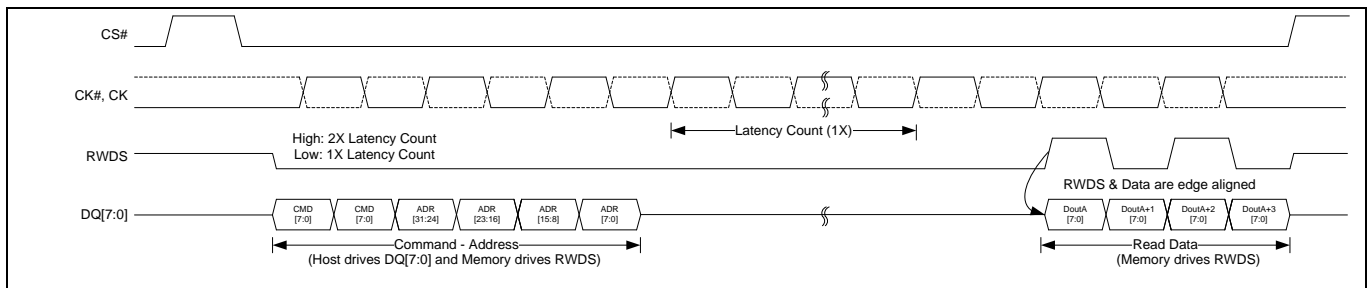 CS#
CK#, CK
Latency Count (1X)
High: 2X Latency Count
Low: 1X Latency Count
RWDS
RWDS & Data are edge aligned
DQ[7:0]
CMD [7:0]
CMD [7:0]
ADR [31:24]
ADR [23:16]
ADR [15:8]
ADR [7:0]
DoutA [7:0]
DoutA+1 [7:0]
DoutA+2 [7:0]
DoutA+3 [7:0]
Command - Address
(Host drives DQ[7:0] and Memory drives RWDS)
Read Data
(Memory drives RWDS)